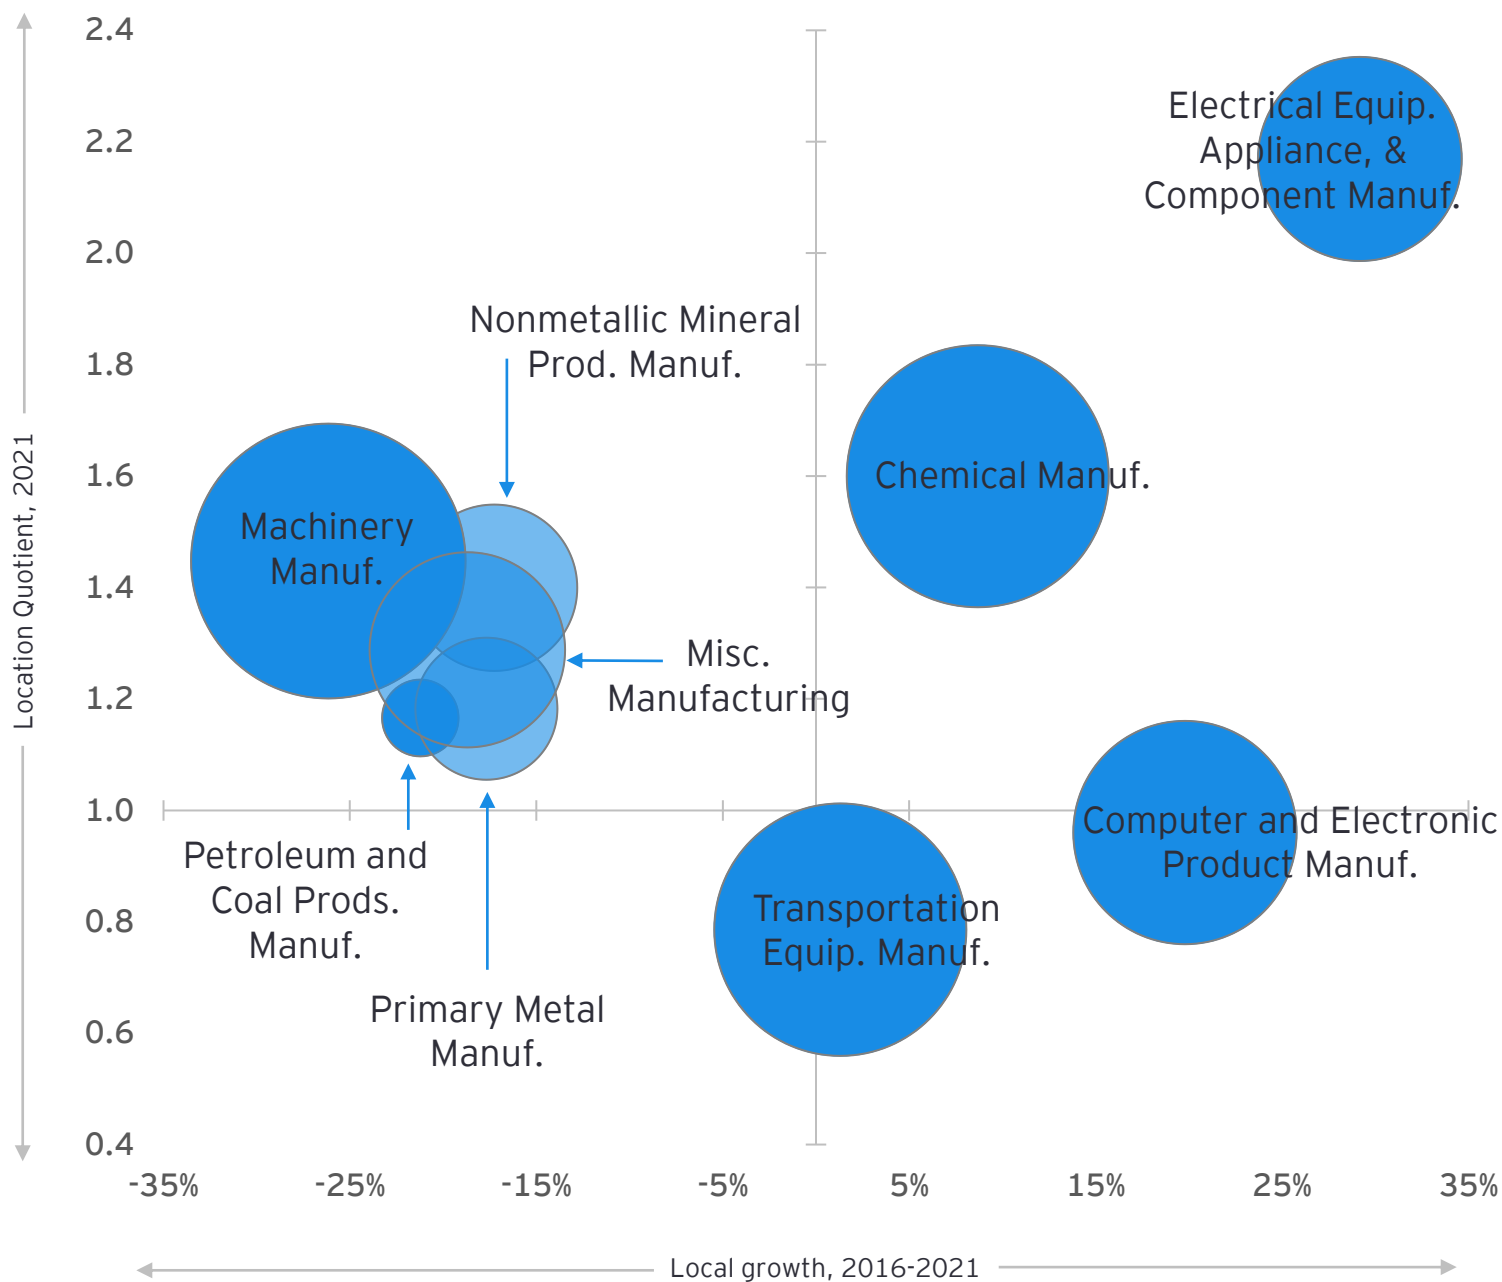 2.4
2.2
2.0
1.8
1.6
1.4
1.2
1.0
0.8
0.6
0.4
Location Quotient, 2021
Electrical Equip.
Appliance, &
Component Manuf.
Nonmetallic Mineral
Prod. Manuf.
Chemical Manuf.
Machinery
Manuf.
Misc.
Manufacturing
Computer and Electronic
Product Manuf.
Petroleum and
Coal Prods.
Manuf.
Transportation
Equip. Manuf.
Primary Metal
Manuf.
-35% -25% -15% -5% 5% 15% 25% 35%
Local growth, 2016-2021